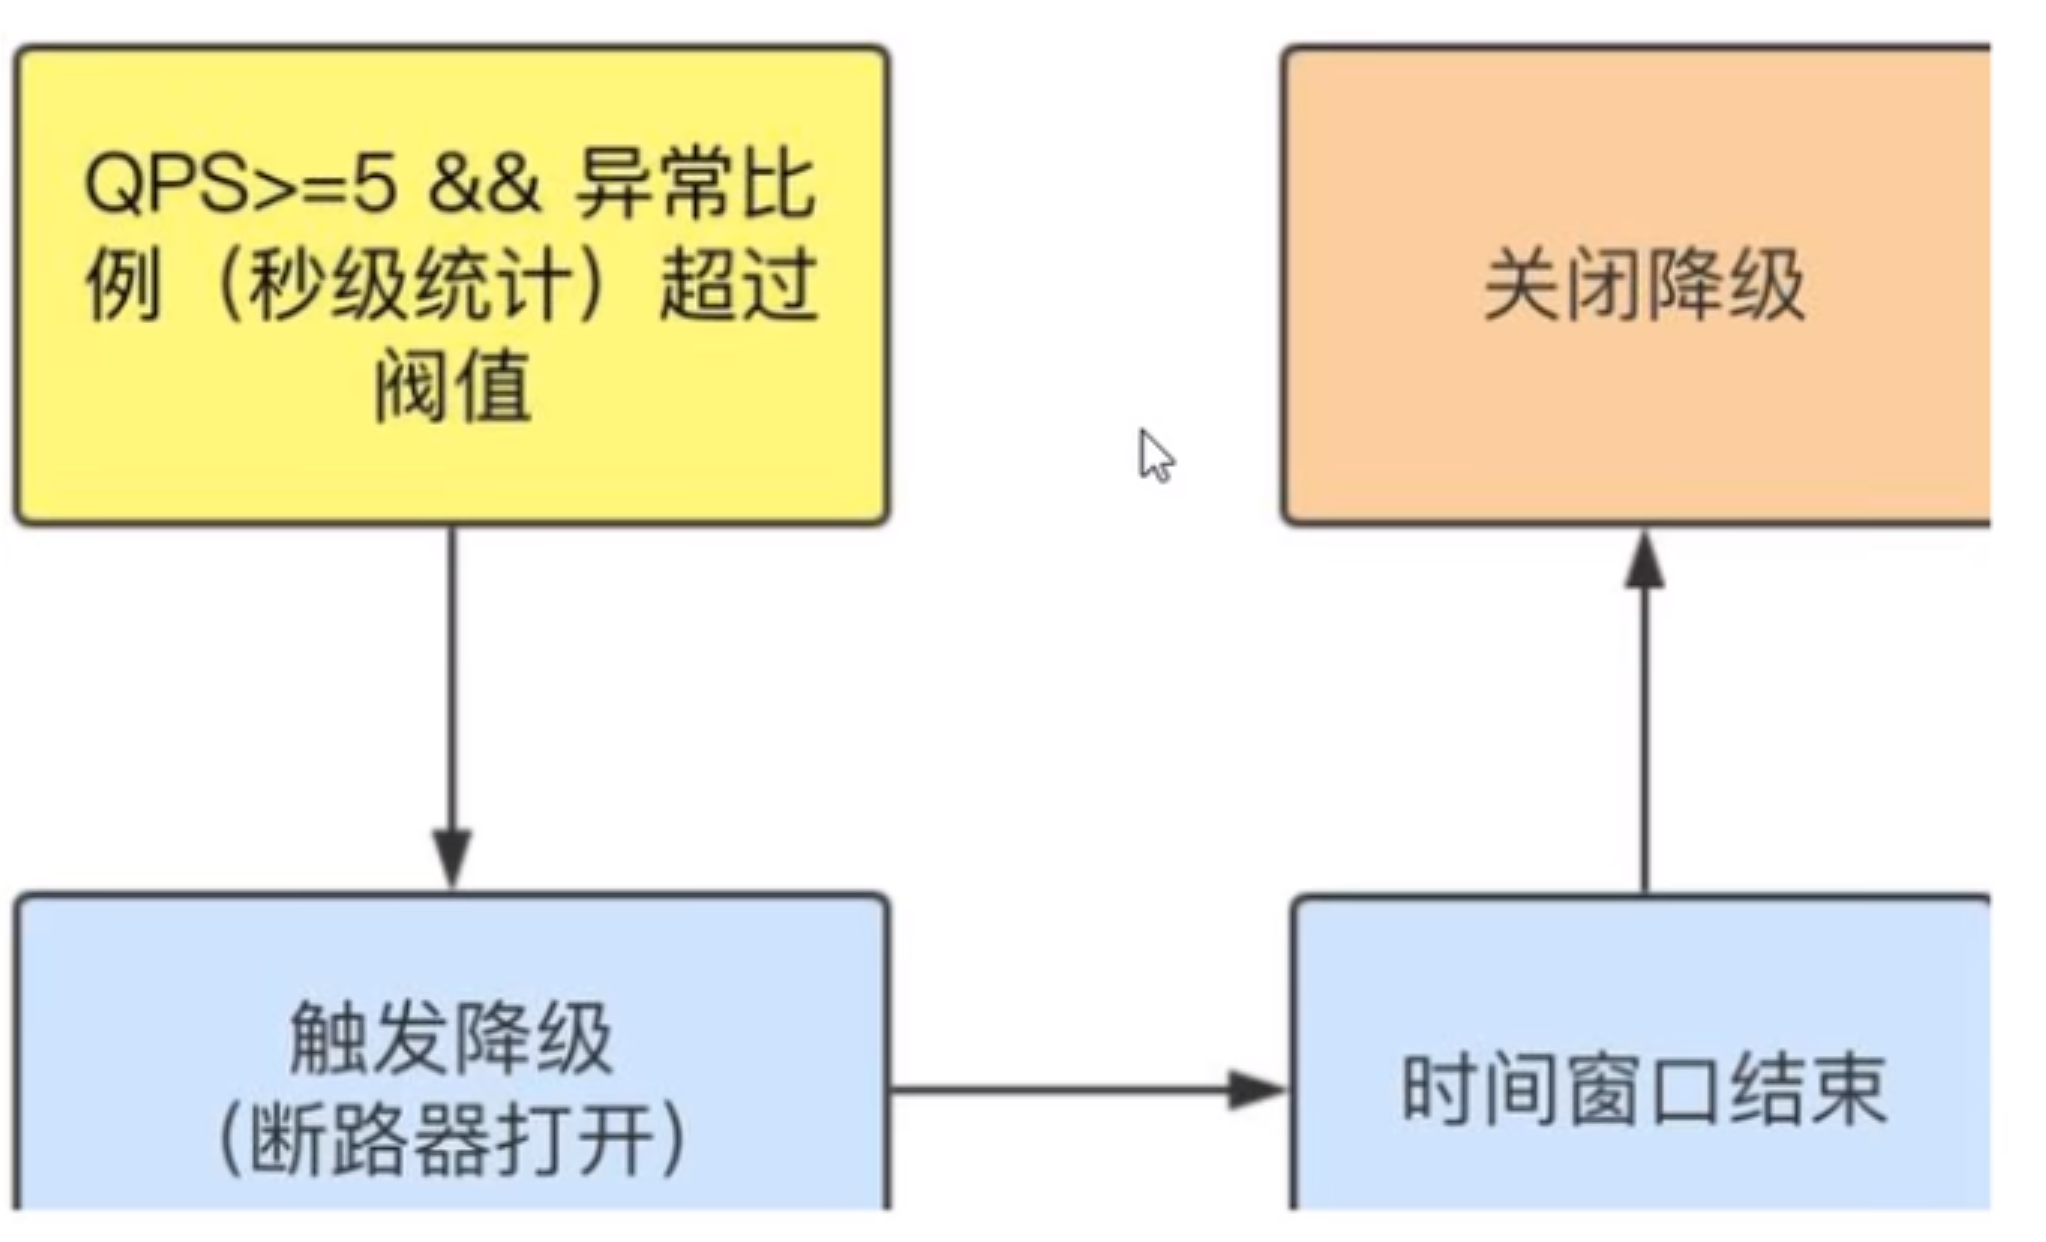 QPS>=5 && 异常比
例（秒级统计）超过
阀值
关闭降级
触发降级
（断路器打开）
时间窗口结束